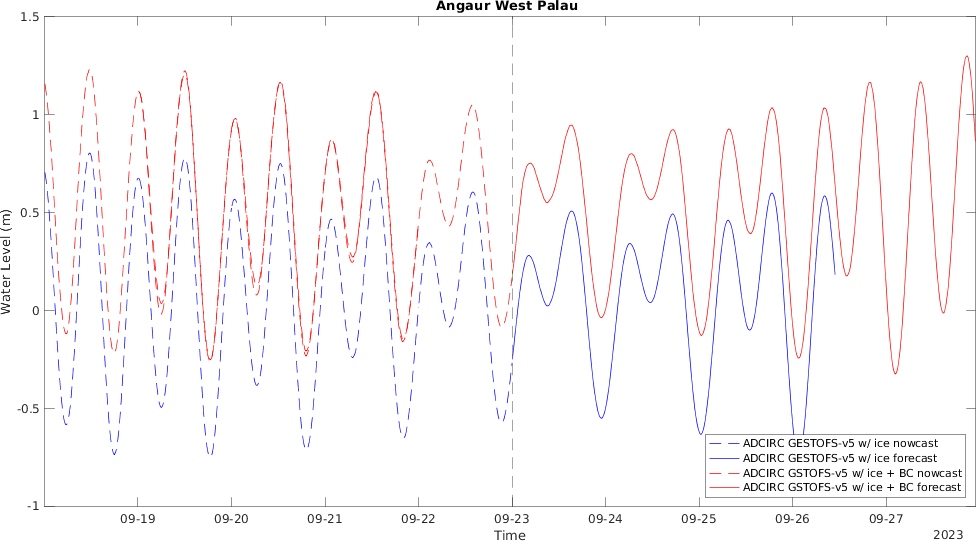 Angaur West Palau
1.5
1
0.5
0
-0.5
-1
Water Level (m)
ADCIRC GESTOFS-v5 w/ ice nowcast
ADCIRC GESTOFS-v5 w/ ice forecast
ADCIRC GSTOFS-v5 w/ ice + BC nowcast
ADCIRC GSTOFS-v5 w/ ice + BC forecast
09-19 09-20 09-21 09-22 09-23 09-24 09-25 09-26 09-27
Time
2023